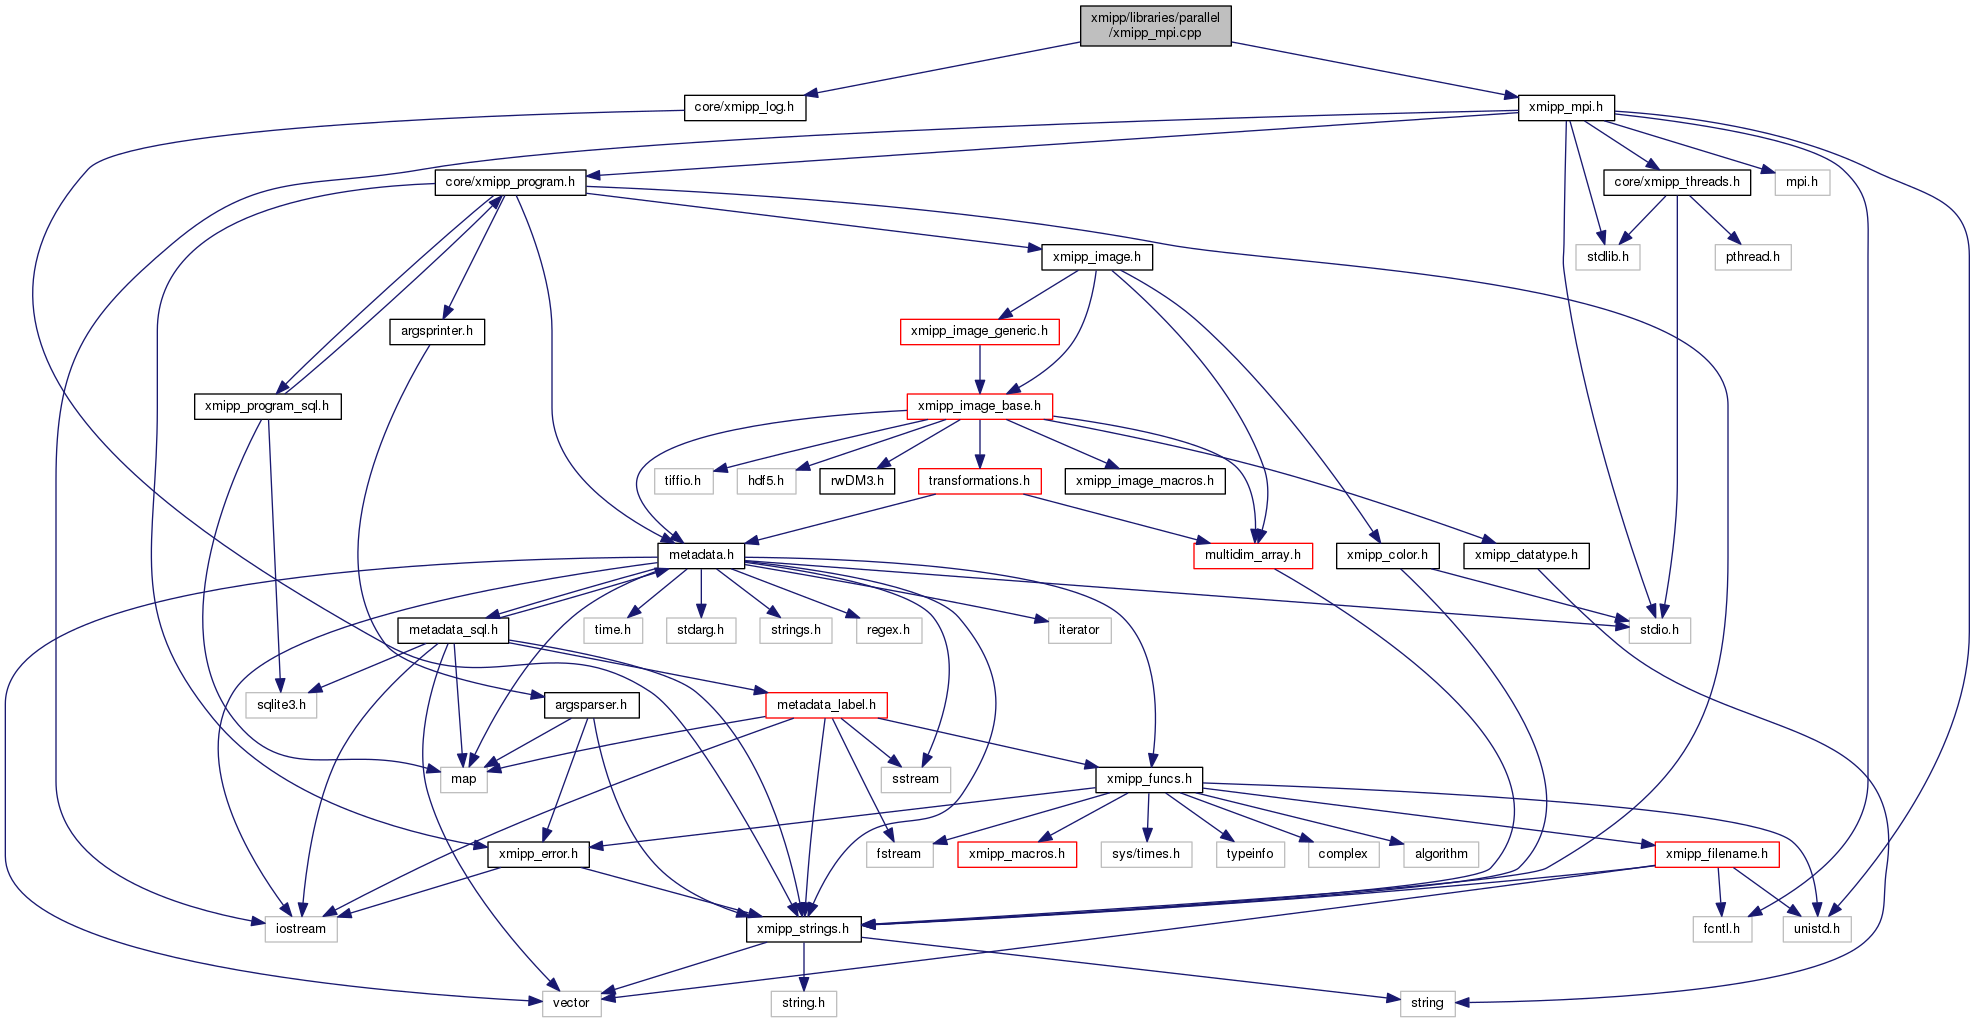 xmipp/libraries/parallel
/xmipp_mpi.cpp
core/xmipp_log.h
xmipp_mpi.h
core/xmipp_program.h
core/xmipp_threads.h
mpi.h
xmipp_image.h
stdlib.h
pthread.h
argsprinter.h
xmipp_image_generic.h
xmipp_program_sql.h
xmipp_image_base.h
tiffio.h
hdf5.h
rwDM3.h
transformations.h
xmipp_image_macros.h
metadata.h
multidim_array.h
xmipp_color.h
xmipp_datatype.h
metadata_sql.h
time.h
stdarg.h
strings.h
regex.h
iterator
stdio.h
sqlite3.h
argsparser.h
metadata_label.h
map
sstream
xmipp_funcs.h
xmipp_error.h
fstream
xmipp_macros.h
sys/times.h
typeinfo
complex
algorithm
xmipp_filename.h
iostream
xmipp_strings.h
fcntl.h
unistd.h
vector
string.h
string